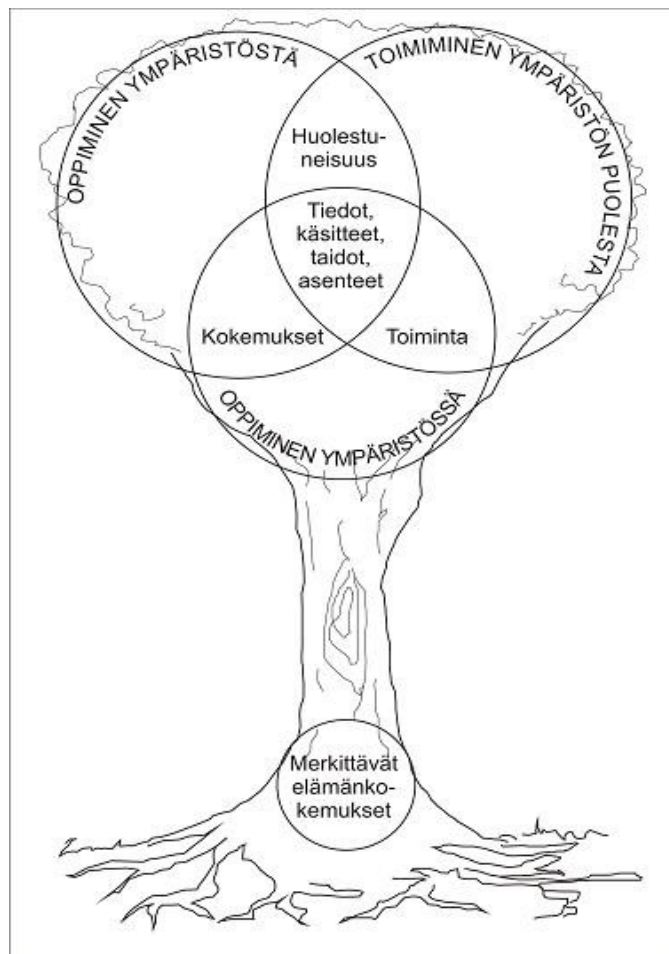 OPPIMINEN YMPÄRISTÖSTÄ
TOIMIMINEN YMPÄRISTÖN PUOLESTA
Huolestu-
neisuus
Tiedot,
käsitteet,
taidot,
asenteet
Kokemukset
Toiminta
OPPIMINEN YMPÄRISTÖSSÄ
Merkittävät
elämänko-
kemukset